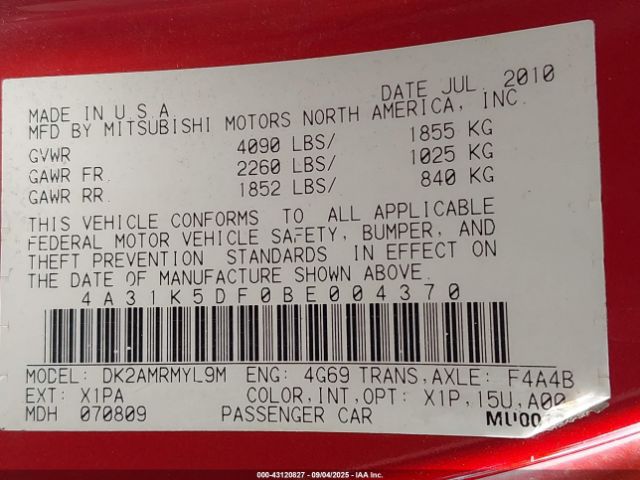 DATE JUL 2010
MADE IN U.S.A
MFD BY MITSUBISHI MOTORS NORTH AMERICA, INC.
GVWR 4090 LBS/ 1855 KG
GAWR FR. 2260 LBS/ 1025 KG
GAWR RR. 1852 LBS/ 840 KG
THIS VEHICLE CONFORMS TO ALL APPLICABLE
FEDERAL MOTOR VEHICLE SAFETY, BUMPER, AND
THEFT PREVENTION STANDARDS IN EFFECT ON
THE DATE OF MANUFACTURE SHOWN ABOVE.
4A31K5DF0BE004370
MODEL: DK2AMRMYL9M ENG: 4G69 TRANS,AXLE: F4A4B
EXT: X1PA COLOR,INT,OPT: X1P,15U,A00
MDH 070809 PASSENGER CAR
000-43120827 - 09/04/2025 - IAA Inc.